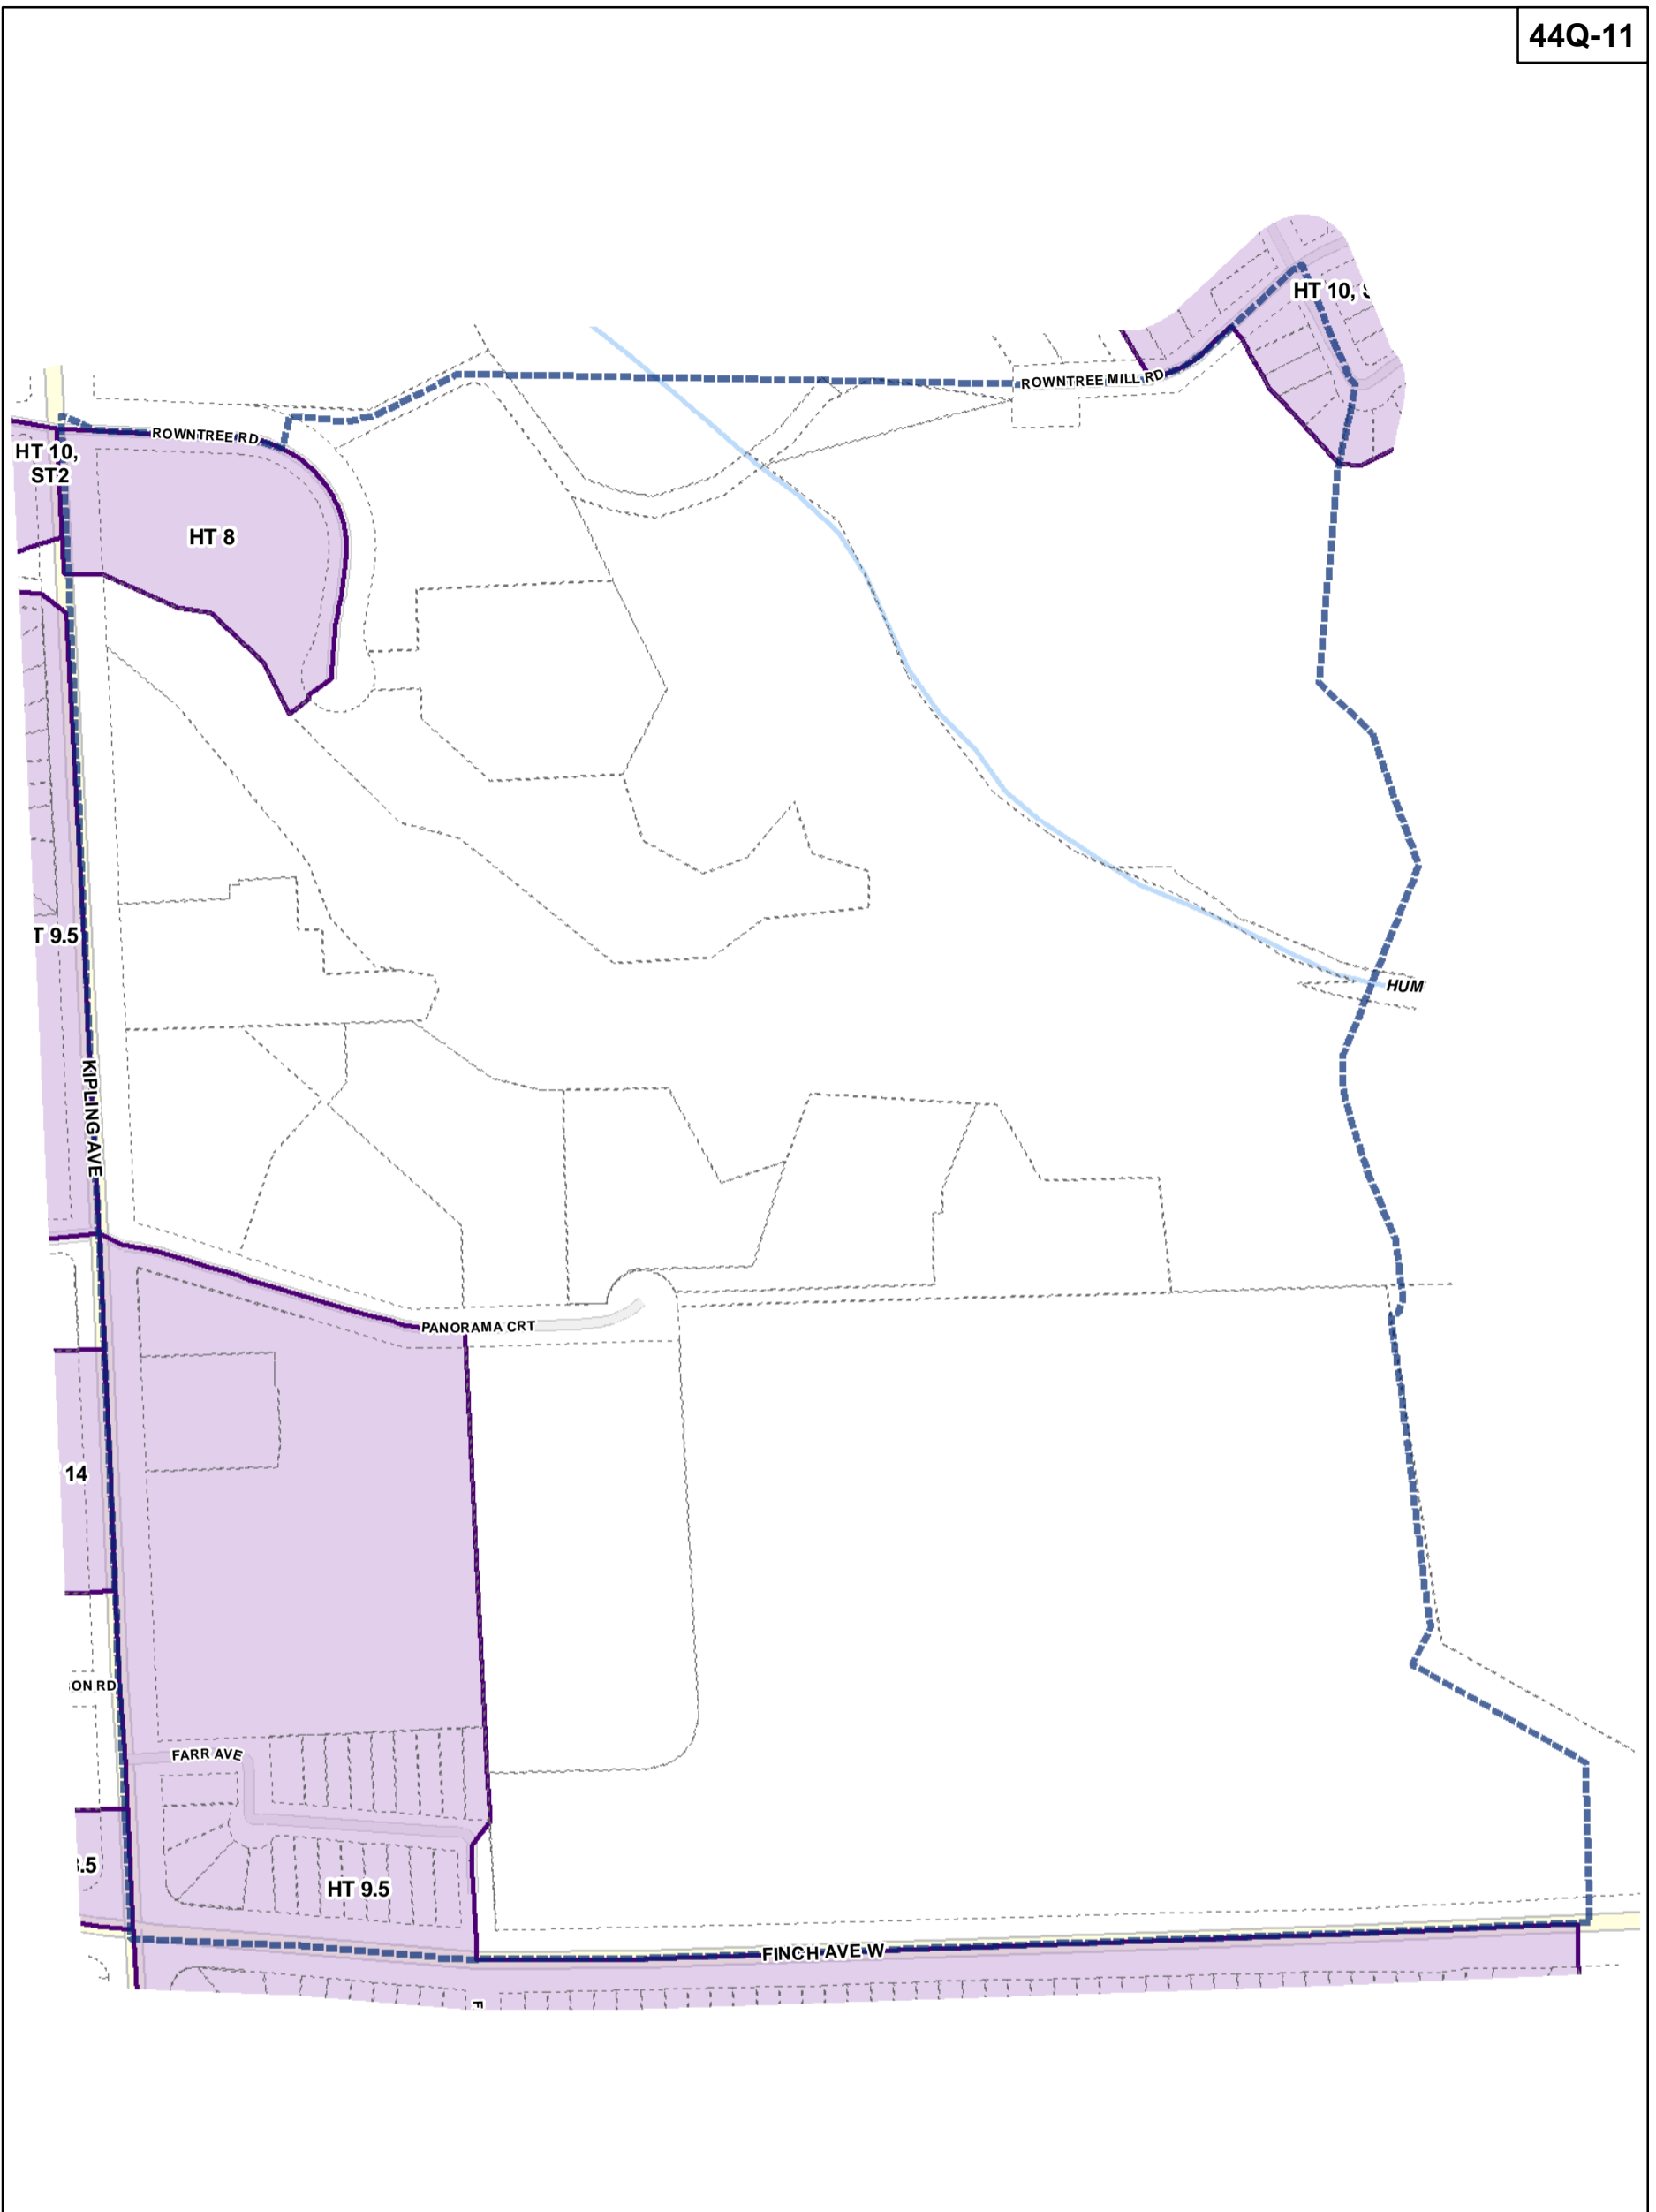 44Q-11
HT 10,
ROWNTREE MILL RD
ROWNTREE RD
HT 10,
ST2
HT 8
T 9.5
HUM
KIPLING AVE
PANORAMA CRT
14
ON RD
FARR AVE
.5
HT 9.5
FINCH AVE W
F